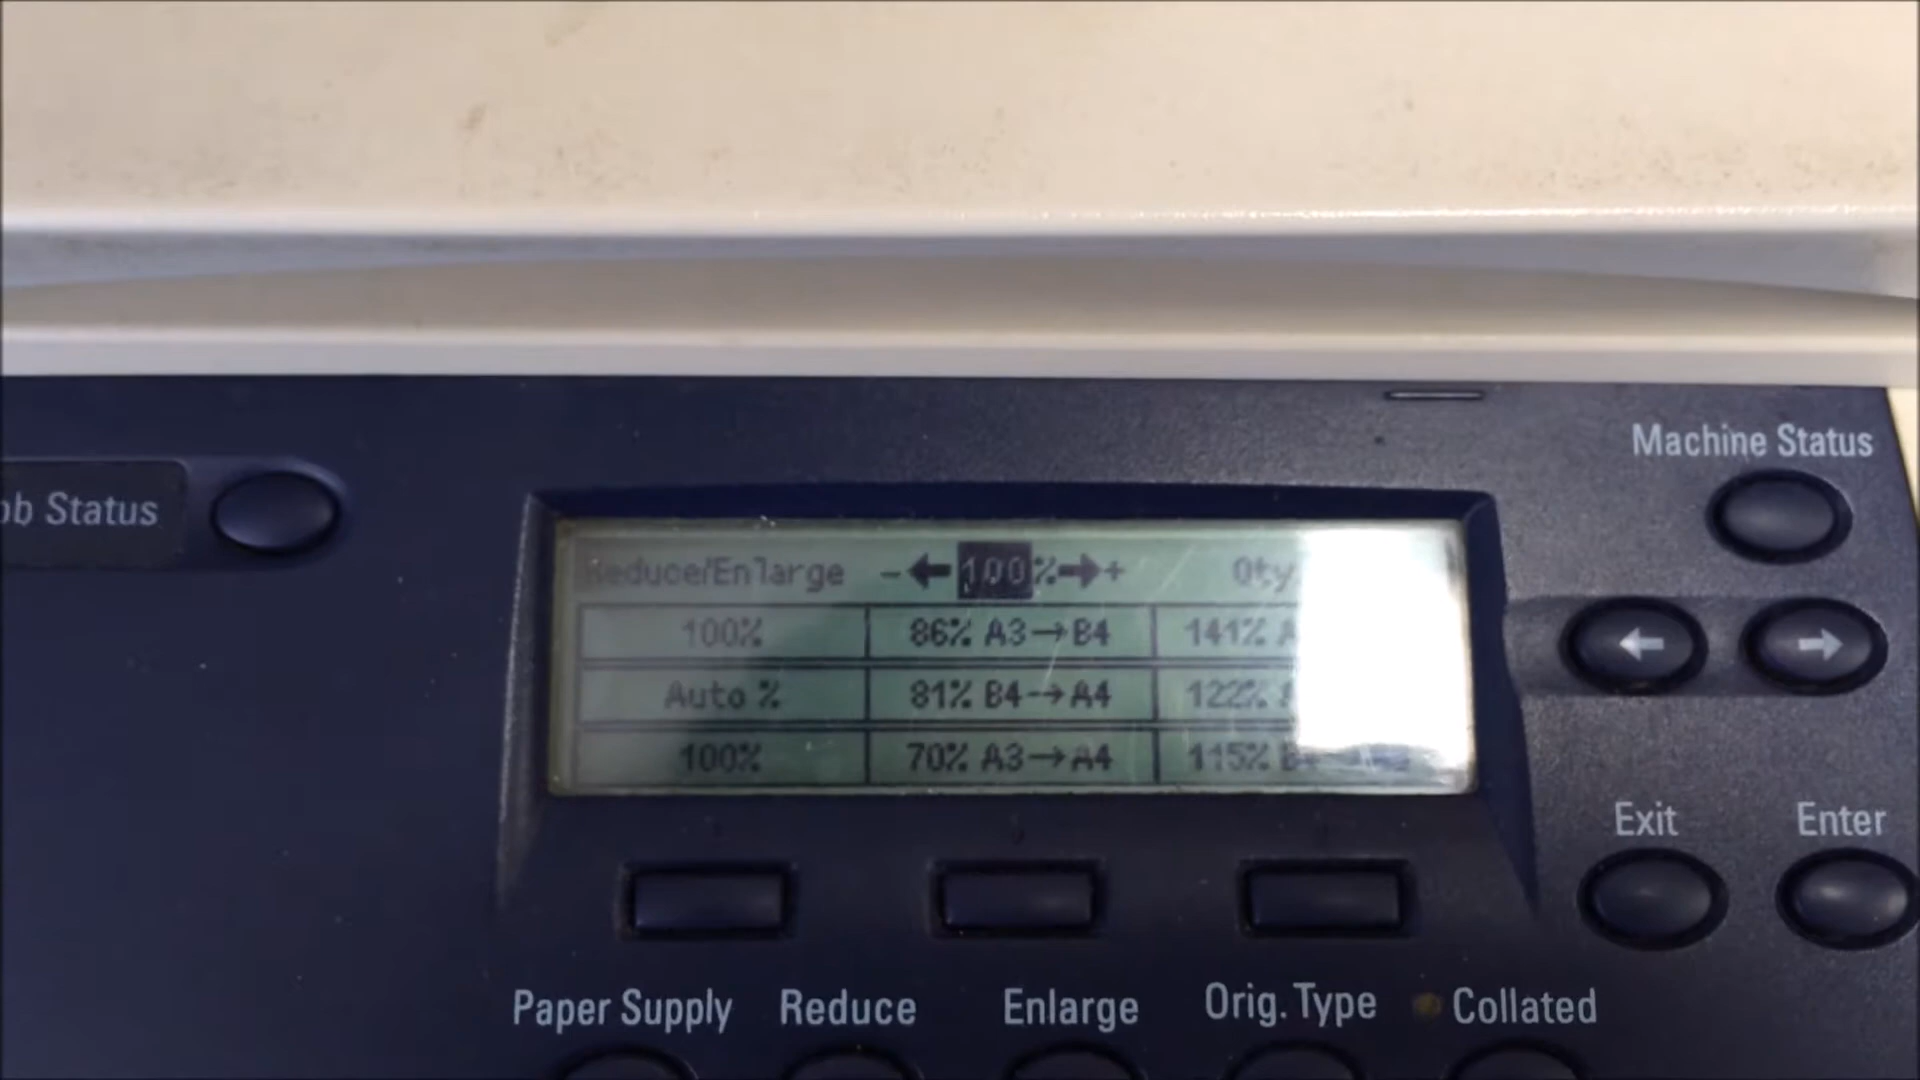 Machine Status
ob Status
Reduce/Enlarge -←100%→+ Qty
100% 86% A3→B4 141%
Auto % 81% B4→A4 122%
100% 70% A3→A4 115%
Exit Enter
Paper Supply Reduce Enlarge Orig. Type Collated